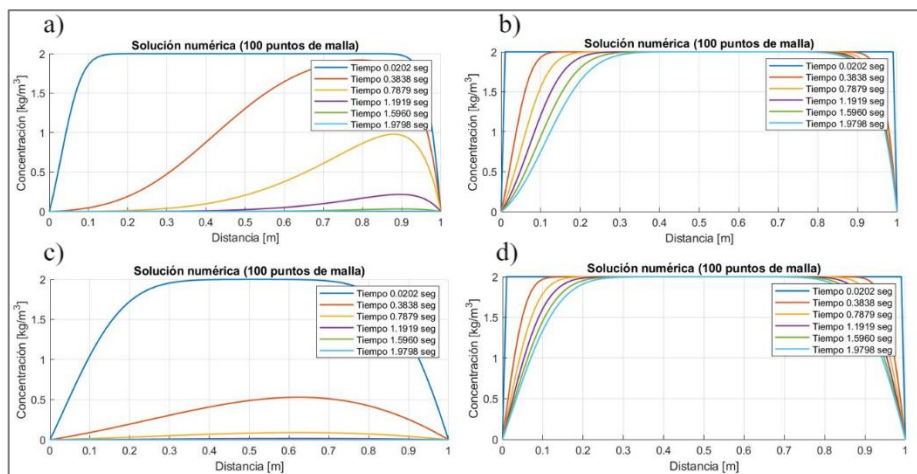 a)
Solución numérica (100 puntos de malla)
Concentración [kg/m³]
2
1.5
1
0.5
0
Tiempo 0.0202 seg
Tiempo 0.3838 seg
Tiempo 0.7879 seg
Tiempo 1.1919 seg
Tiempo 1.5960 seg
Tiempo 1.9798 seg
0 0.1 0.2 0.3 0.4 0.5 0.6 0.7 0.8 0.9 1
Distancia [m]
b)
Solución numérica (100 puntos de malla)
Concentración [kg/m³]
2
1.5
1
0.5
0
Tiempo 0.0202 seg
Tiempo 0.3838 seg
Tiempo 0.7879 seg
Tiempo 1.1919 seg
Tiempo 1.5960 seg
Tiempo 1.9798 seg
0 0.1 0.2 0.3 0.4 0.5 0.6 0.7 0.8 0.9 1
Distancia [m]
c)
Solución numérica (100 puntos de malla)
Concentración [kg/m³]
2
1.5
1
0.5
0
Tiempo 0.0202 seg
Tiempo 0.3838 seg
Tiempo 0.7879 seg
Tiempo 1.1919 seg
Tiempo 1.5960 seg
Tiempo 1.9798 seg
0 0.1 0.2 0.3 0.4 0.5 0.6 0.7 0.8 0.9 1
Distancia [m]
d)
Solución numérica (100 puntos de malla)
Concentración [kg/m³]
2
1.5
1
0.5
0
Tiempo 0.0202 seg
Tiempo 0.3838 seg
Tiempo 0.7879 seg
Tiempo 1.1919 seg
Tiempo 1.5960 seg
Tiempo 1.9798 seg
0 0.1 0.2 0.3 0.4 0.5 0.6 0.7 0.8 0.9 1
Distancia [m]